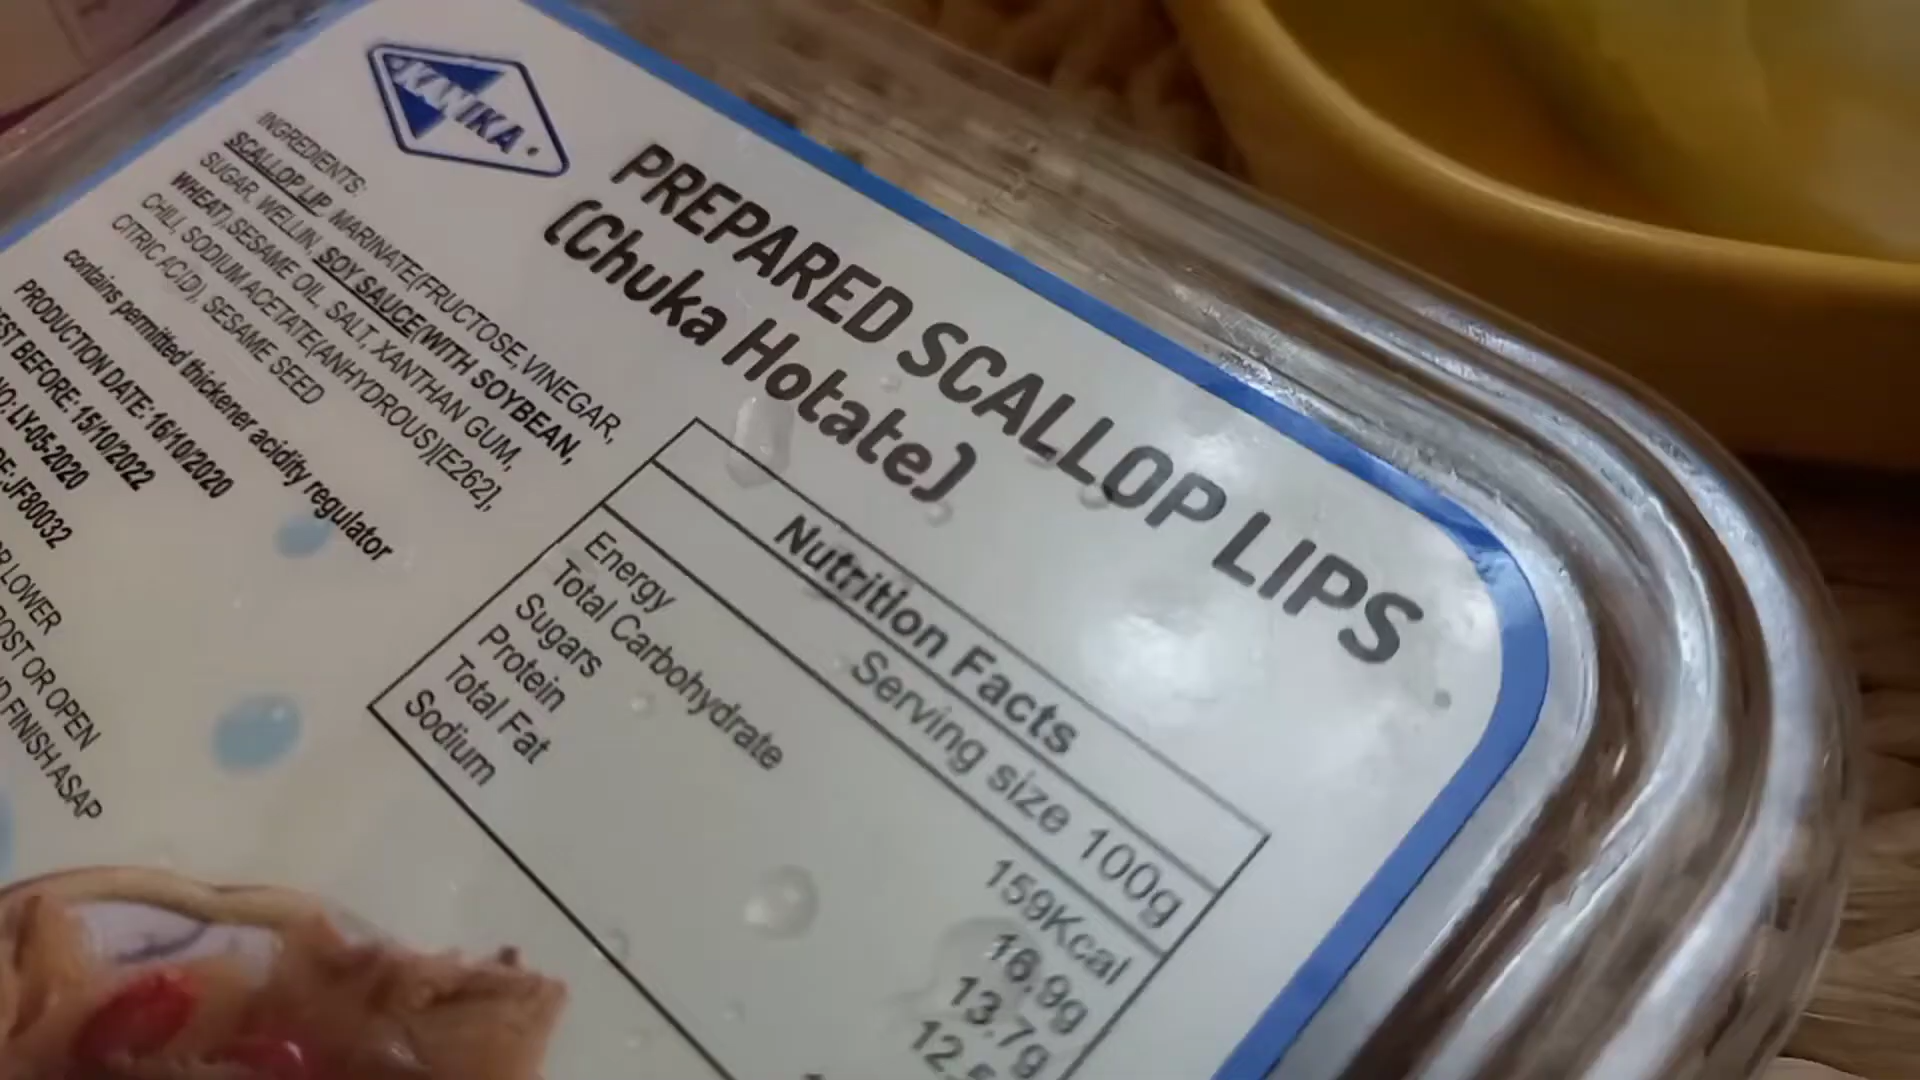 KANIKA
PREPARED SCALLOP LIPS
(Chuka Hotate)
INGREDIENTS:
SCALLOP LIP, MARINATE(FRUCTOSE, VINEGAR,
SUGAR, WELLIN, SOY SAUCE(WITH SOYBEAN,
WHEAT), SESAME OIL, SALT, XANTHAN GUM,
CHILI, SODIUM ACETATE(ANHYDROUS)[E262],
CITRIC ACID), SESAME SEED
contains permitted thickener acidity regulator
PRODUCTION DATE: 16/10/2020
BEFORE: 15/10/2022
NO: LY-05-2020
JF80032
LOWER
OR OPEN
FINISH ASAP
Nutrition Facts
Serving size 100g
Energy 159Kcal
Total Carbohydrate 16.9g
Sugars 13.7g
Protein
Total Fat
Sodium